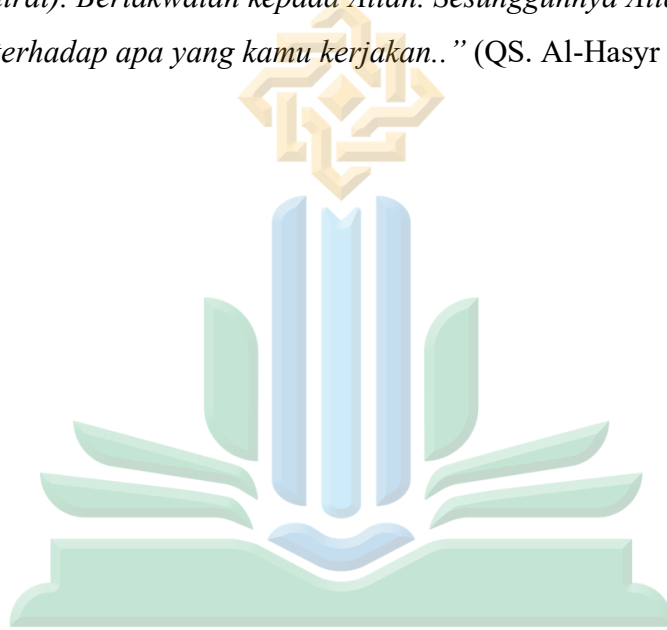 Bertakwalah kepada Allah. Sesungguhnya
terhadap apa yang kamu kerjakan..” (QS. Al-Hasyr